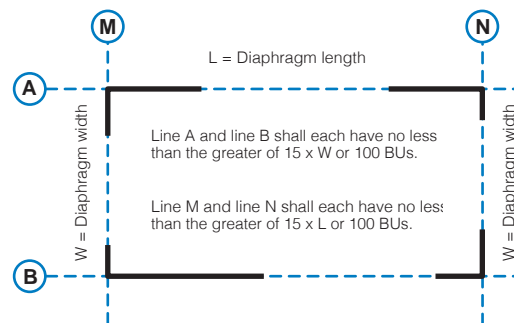 M
N
L = Diaphragm length
A
W = Diaphragm width
W = Diaphragm width
Line A and line B shall each have no less
than the greater of 15 x W or 100 BUs.
Line M and line N shall each have no less
than the greater of 15 x L or 100 BUs.
B